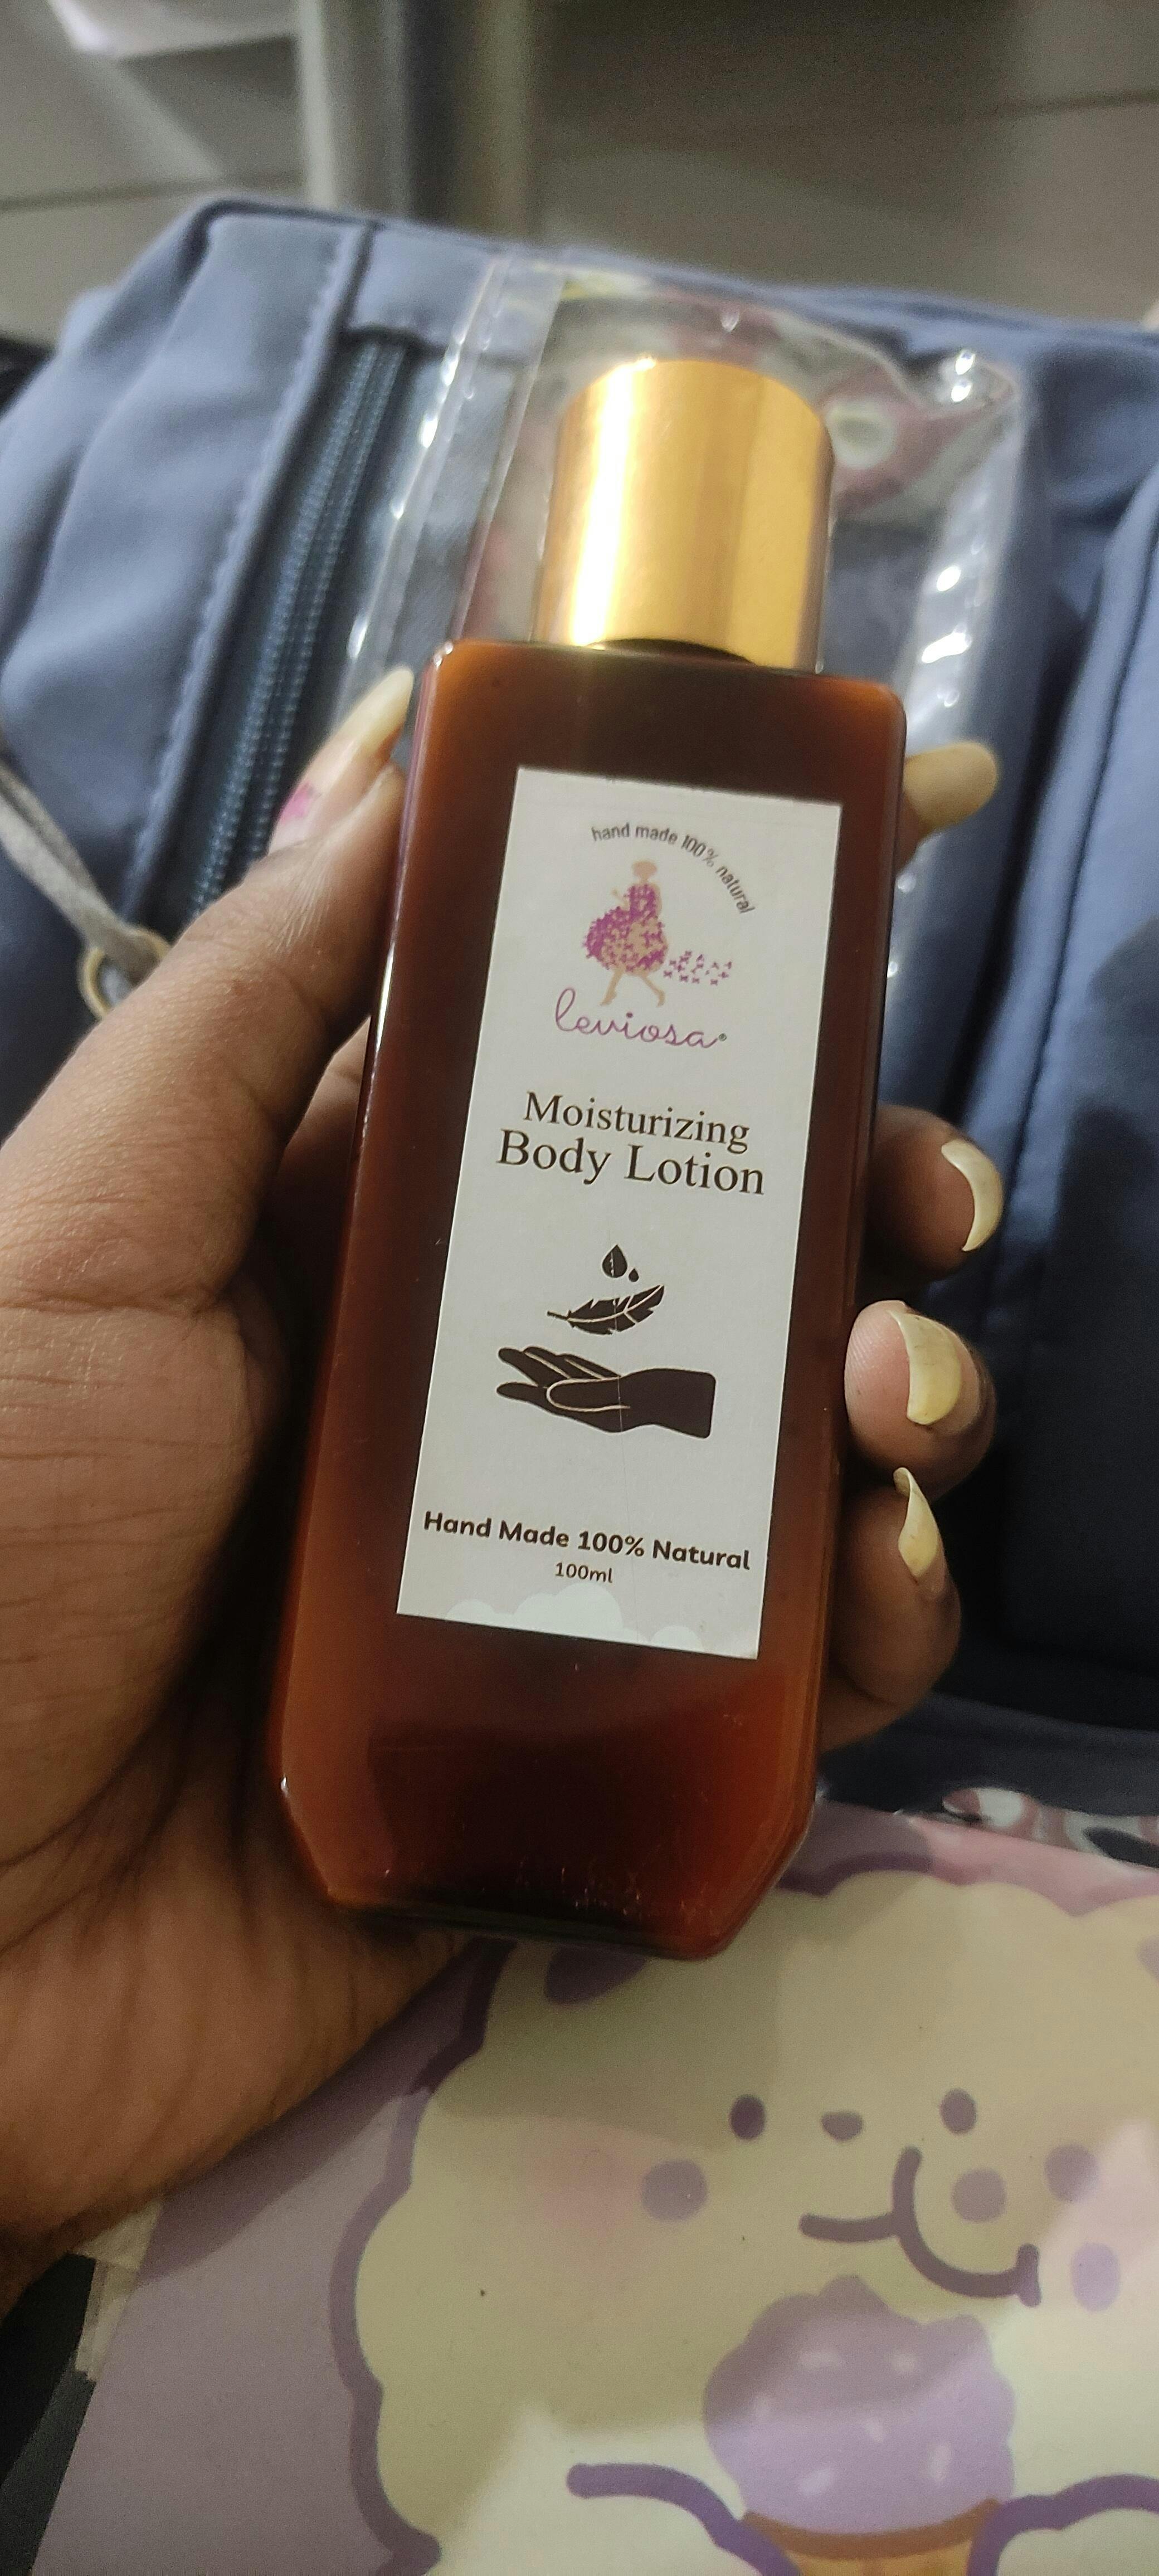 hand made 100% natural
leviosa®
Moisturizing
Body Lotion
Hand Made 100% Natural
100ml